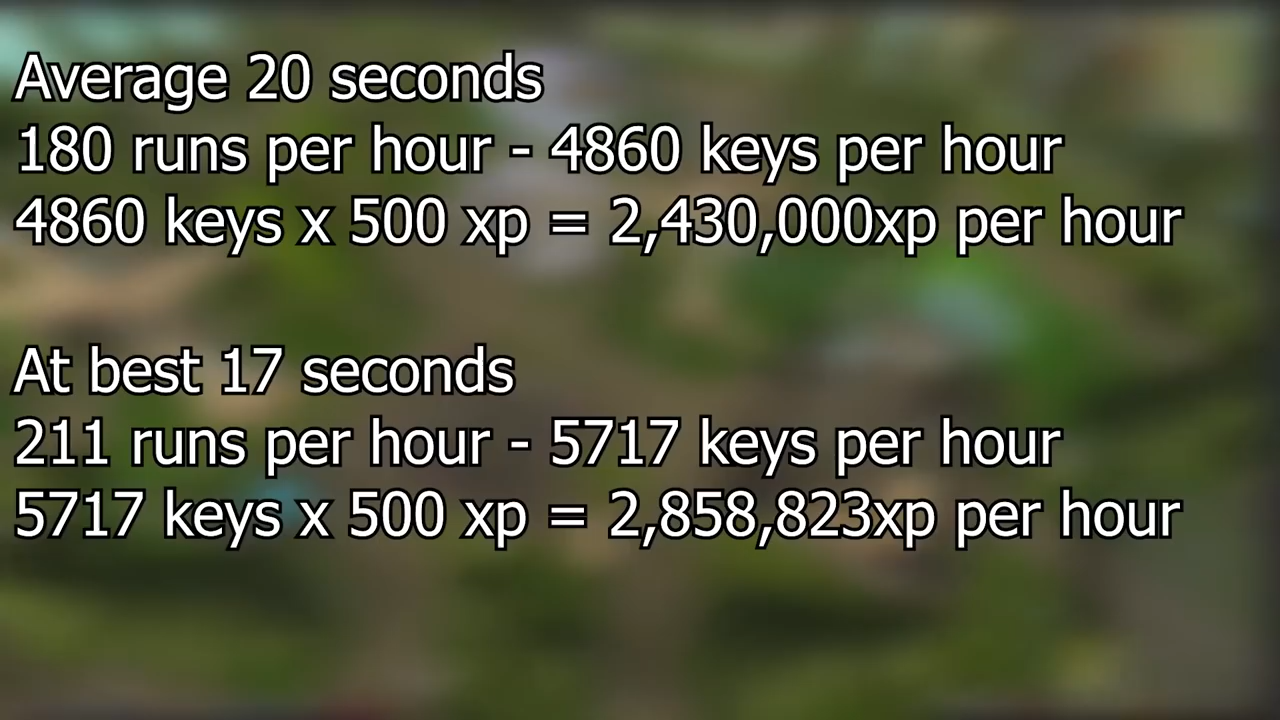 Average 20 seconds
180 runs per hour - 4860 keys per hour
4860 keys x 500 xp = 2,430,000xp per hour
At best 17 seconds
211 runs per hour - 5717 keys per hour
5717 keys x 500 xp = 2,858,823xp per hour